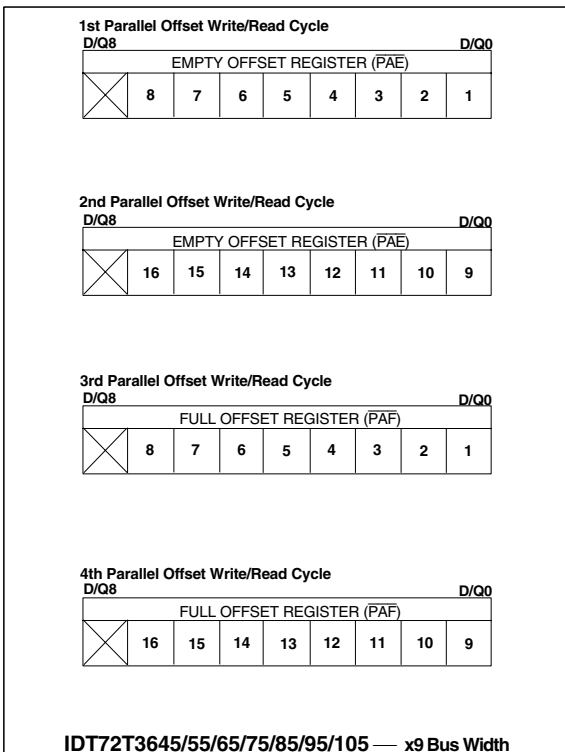 1st Parallel Offset Write/Read Cycle
D/Q8 D/Q0
EMPTY OFFSET REGISTER (PAE)
8 7 6 5 4 3 2 1
2nd Parallel Offset Write/Read Cycle
D/Q8 D/Q0
EMPTY OFFSET REGISTER (PAE)
16 15 14 13 12 11 10 9
3rd Parallel Offset Write/Read Cycle
D/Q8 D/Q0
FULL OFFSET REGISTER (PAF)
8 7 6 5 4 3 2 1
4th Parallel Offset Write/Read Cycle
D/Q8 D/Q0
FULL OFFSET REGISTER (PAF)
16 15 14 13 12 11 10 9
IDT72T3645/55/65/75/85/95/105 — x9 Bus Width